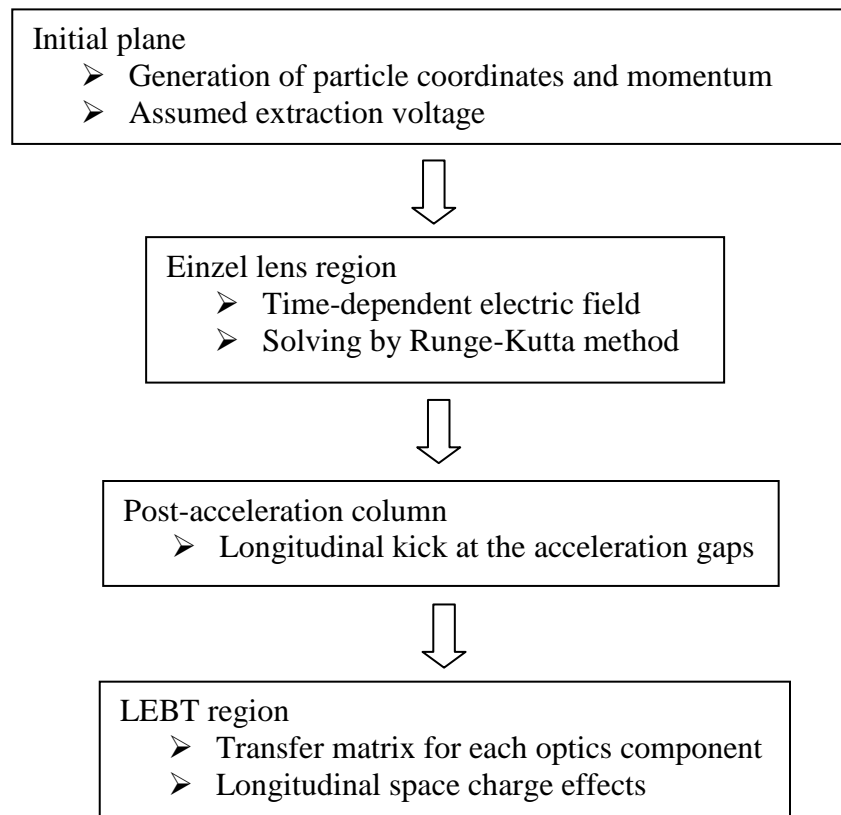 Initial plane
➢ Generation of particle coordinates and momentum
➢ Assumed extraction voltage
Einzel lens region
➢ Time-dependent electric field
➢ Solving by Runge-Kutta method
Post-acceleration column
➢ Longitudinal kick at the acceleration gaps
LEBT region
➢ Transfer matrix for each optics component
➢ Longitudinal space charge effects